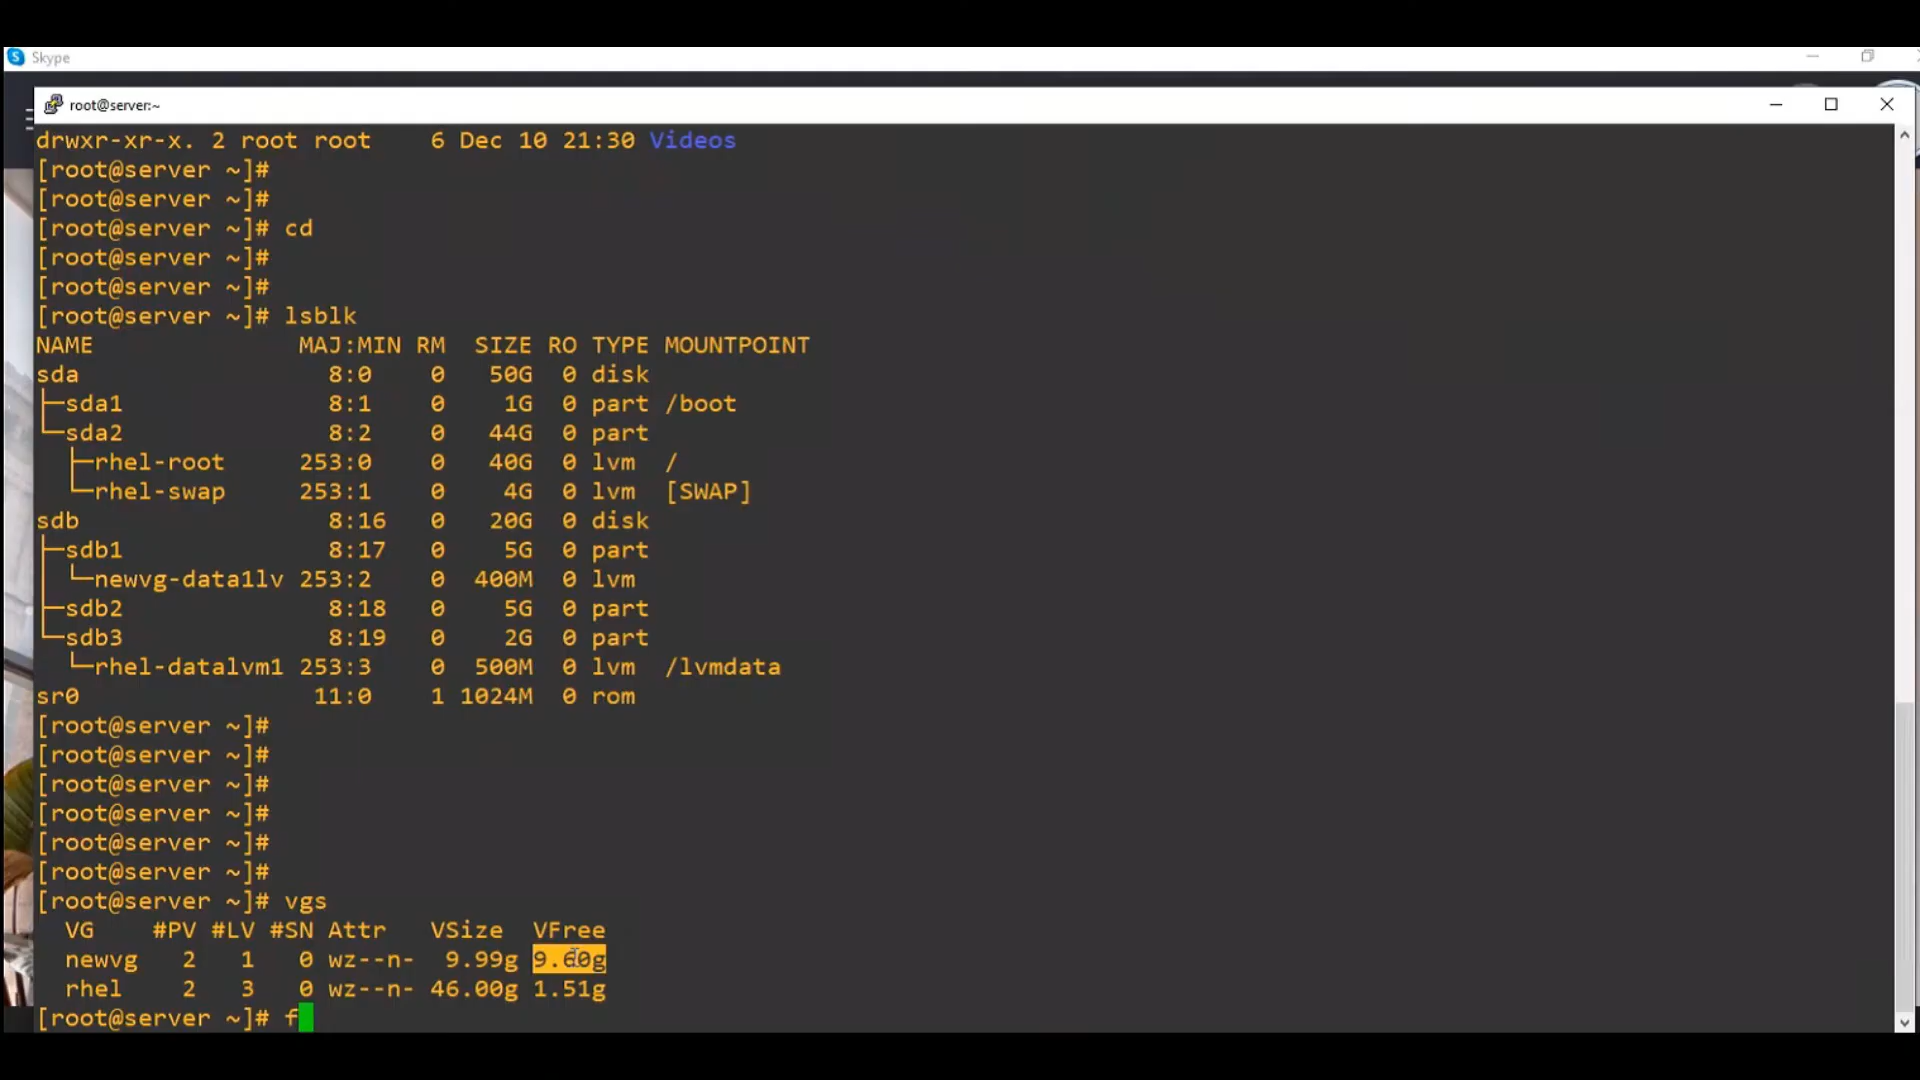 Skype
root@server:~
drwxr-xr-x. 2 root root    6 Dec 10 21:30 Videos
[root@server ~]#
[root@server ~]#
[root@server ~]# cd
[root@server ~]#
[root@server ~]#
[root@server ~]# lsblk
NAME              MAJ:MIN RM   SIZE RO TYPE MOUNTPOINT
sda                 8:0    0    50G  0 disk
├─sda1              8:1    0     1G  0 part /boot
└─sda2              8:2    0    44G  0 part
  ├─rhel-root     253:0    0    40G  0 lvm  /
  └─rhel-swap     253:1    0     4G  0 lvm  [SWAP]
sdb                 8:16   0    20G  0 disk
├─sdb1              8:17   0     5G  0 part
│ └─newvg-data1lv 253:2    0   400M  0 lvm
├─sdb2              8:18   0     5G  0 part
└─sdb3              8:19   0     2G  0 part
  └─rhel-datalvm1 253:3    0   500M  0 lvm  /lvmdata
sr0                11:0    1  1024M  0 rom
[root@server ~]#
[root@server ~]#
[root@server ~]#
[root@server ~]#
[root@server ~]#
[root@server ~]#
[root@server ~]# vgs
  VG    #PV #LV #SN Attr   VSize  VFree
  newvg   2   1   0 wz--n-  9.99g 9.60g
  rhel    2   3   0 wz--n- 46.00g 1.51g
[root@server ~]# f